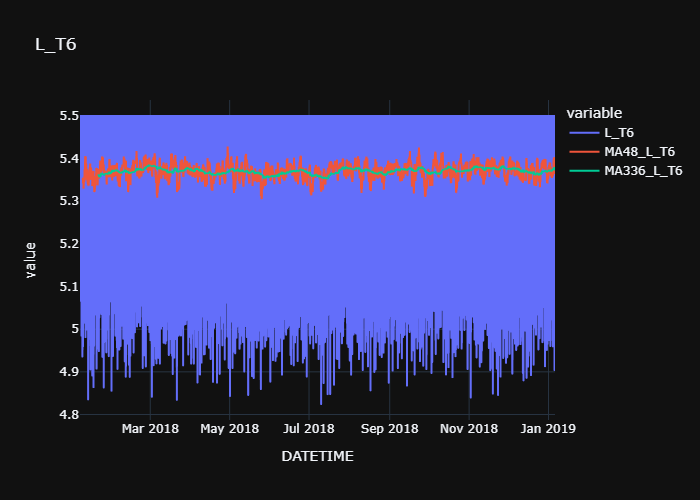 L_T6
variable
L_T6
MA48_L_T6
MA336_L_T6
5.5
5.4
5.3
5.2
5.1
5
4.9
4.8
value
Mar 2018
May 2018
Jul 2018
Sep 2018
Nov 2018
Jan 2019
DATETIME